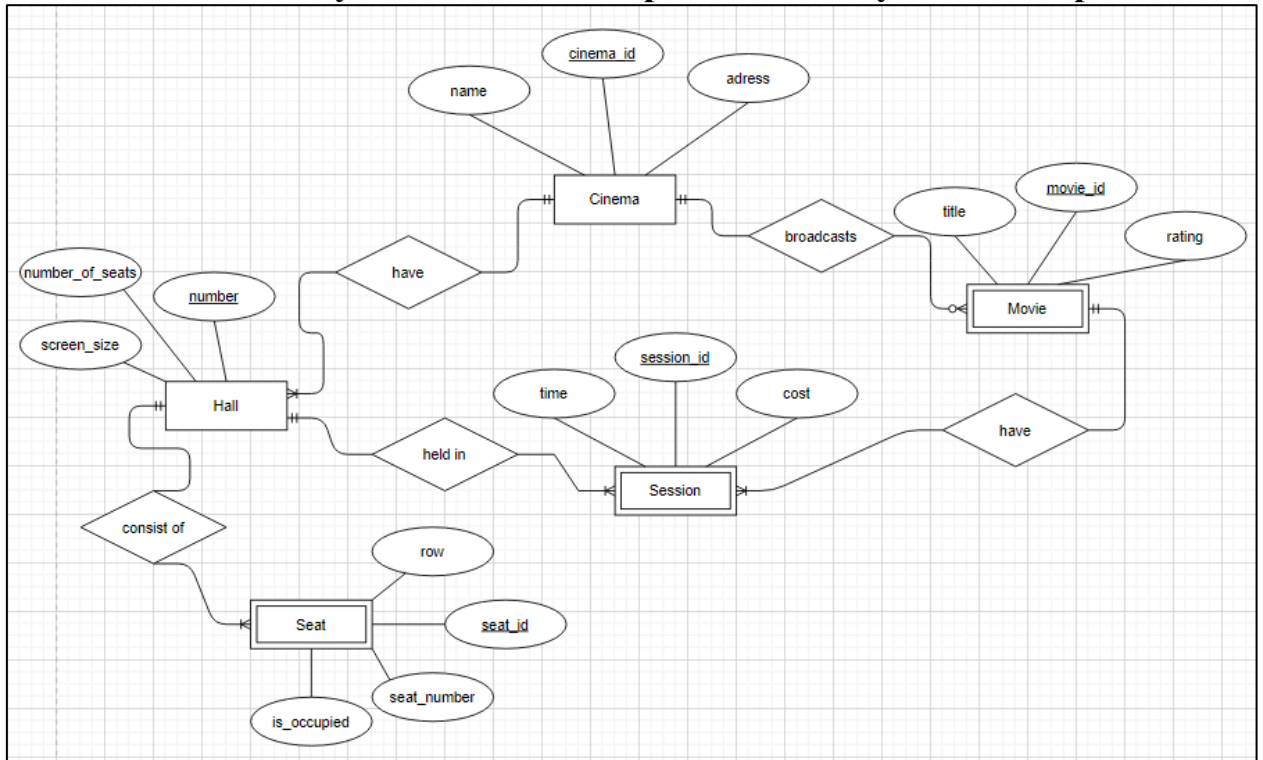 cinema_id
name
adress
Cinema
movie_id
title
rating
broadcasts
have
number_of_seats
number
Movie
screen_size
session_id
time
cost
Hall
have
held in
Session
consist of
row
Seat
seat_id
seat_number
is_occupied